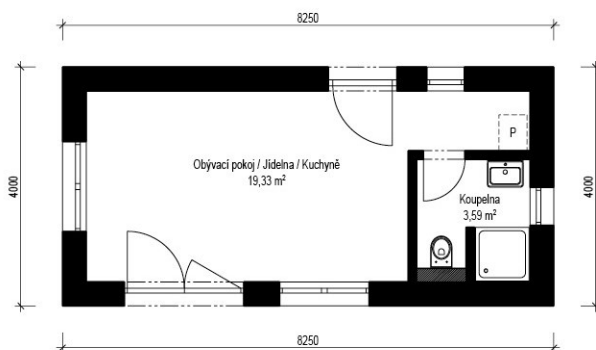 8250
4000
4000
P
Obývací pokoj / Jídelna / Kuchyně
19,33 m²
Koupelna
3,59 m²
8250